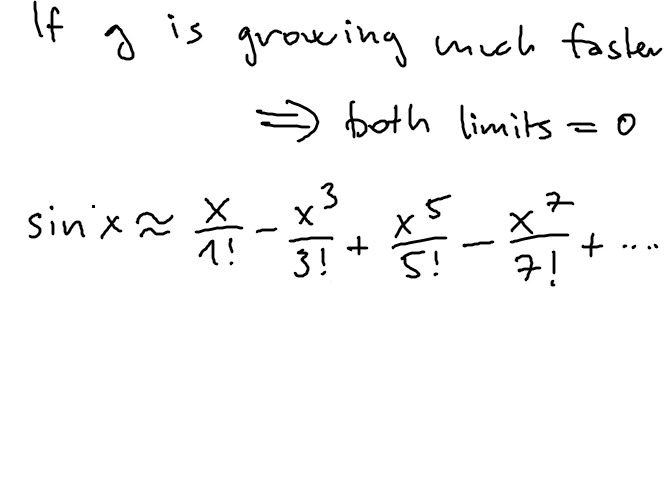 If g is growing much faster
⟹ both limits = 0
sin x ≈ x/1! − x³/3! + x⁵/5! − x⁷/7! + ....